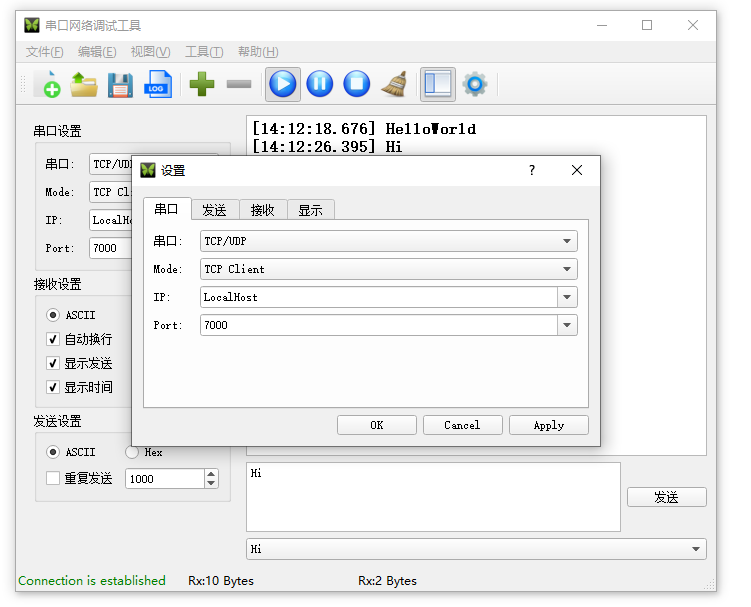 串口网络调试工具
文件(F) 编辑(E) 视图(V) 工具(T) 帮助(H)
LOG
串口设置
串口: TCP/UD
Mode: TCP Cl
IP: LocalHo
Port: 7000
接收设置
ASCII
自动换行
显示发送
显示时间
发送设置
ASCII Hex
重复发送 1000
[14:12:18.676] HelloWorld
[14:12:26.395] Hi
设置 ?
串口 发送 接收 显示
串口: TCP/UDP
Mode: TCP Client
IP: LocalHost
Port: 7000
OK Cancel Apply
Hi
发送
Hi
Connection is established Rx:10 Bytes Rx:2 Bytes